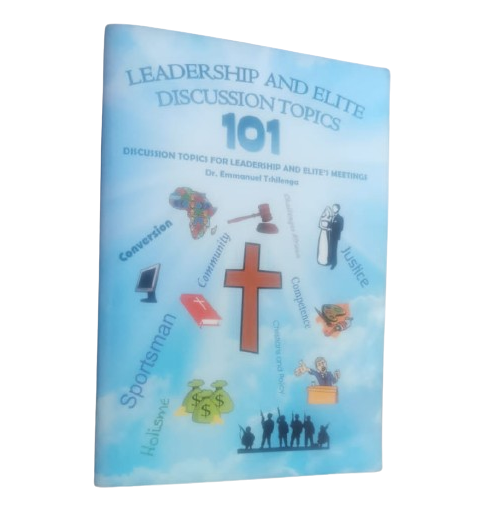 LEADERSHIP AND ELITE
DISCUSSION TOPICS
101
DISCUSSION TOPICS FOR LEADERSHIP AND ELITE'S MEETINGS
Dr. Emmanuel Tshilenga
Conversion
Community
Justice
Competence
Sportsman
Holisme